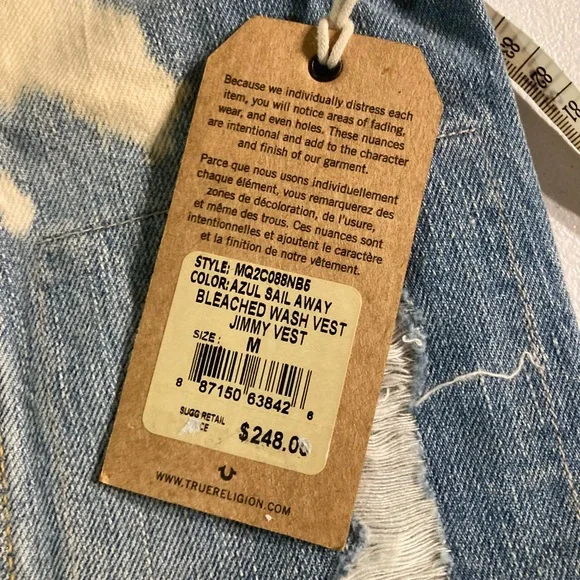 Because we individually distress each
item, you will notice areas of fading,
wear, and even holes. These nuances
are intentional and add to the character
and finish of our garment.
Parce que nous usons individuellement
chaque élément, vous remarquerez des
zones de décoloration, de l'usure,
et même des trous. Ces nuances sont
intentionnelles et ajoutent le caractère
et la finition de notre vêtement.
STYLE: MQ2C088NB5
COLOR: AZUL SAIL AWAY
BLEACHED WASH VEST
JIMMY VEST
SIZE: M
8 87150 63842 6
SUGG RETAIL
$248.00
WWW.TRUERELIGION.COM
83
82
81